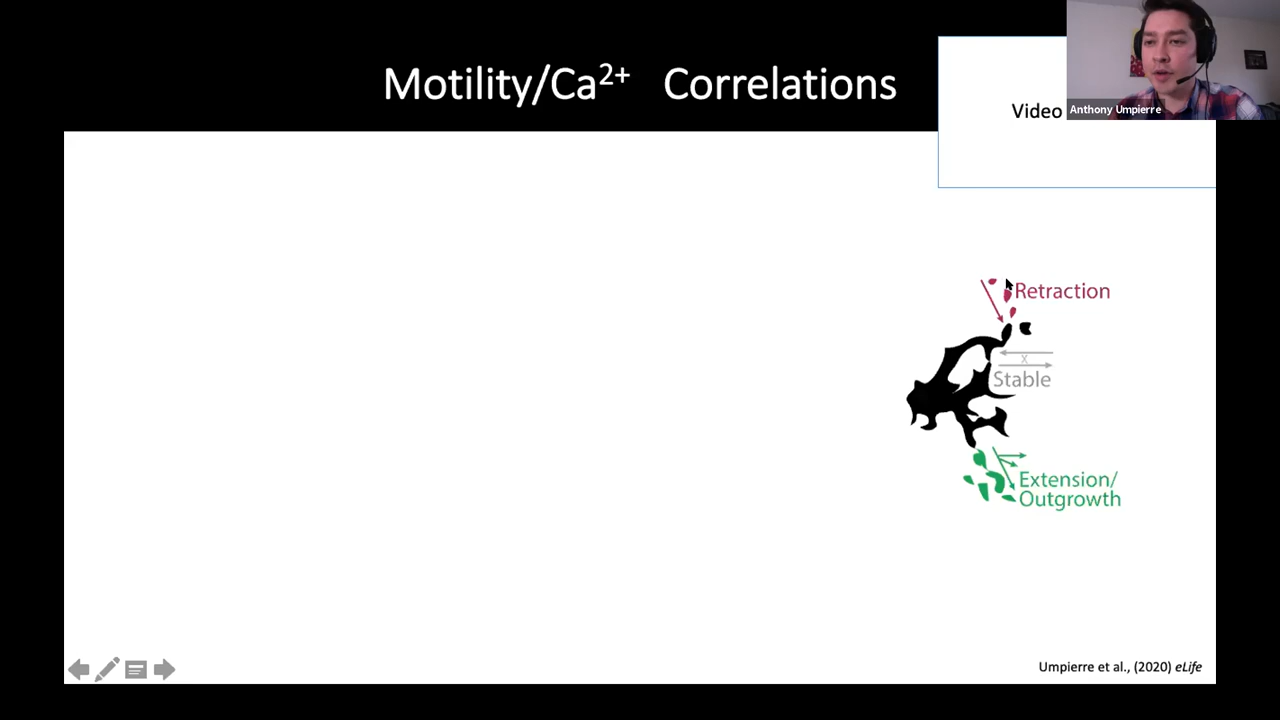 Motility/Ca²⁺ Correlations
Video
Anthony Umpierre
Retraction
X
Stable
Extension/
Outgrowth
Umpierre et al., (2020) eLife